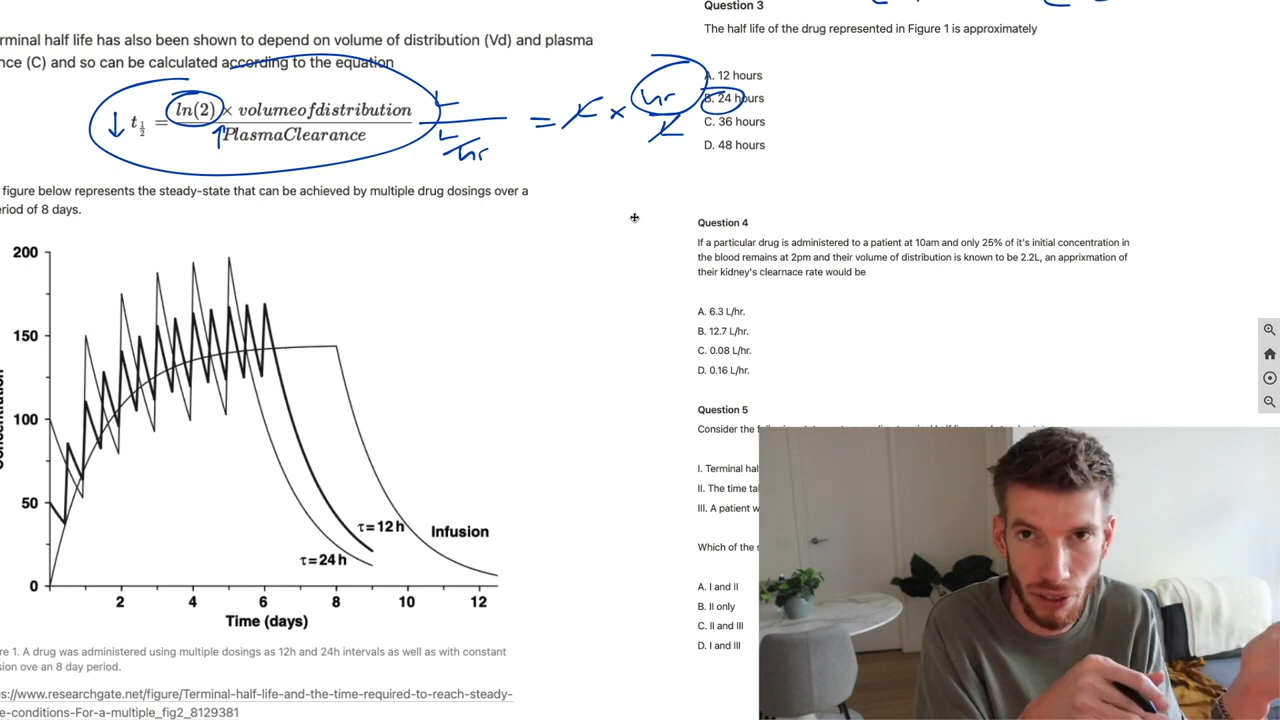 rminal half life has also been shown to depend on volume of distribution (Vd) and plasma
nce (C) and so can be calculated according to the equation
t½ = ln(2) × volumeofdistribution / PlasmaClearance
L / L/hr = L × hr/L
figure below represents the steady-state that can be achieved by multiple drug dosings over a
eriod of 8 days.
200
150
100
50
0
2 4 6 8 10 12
Time (days)
τ=12h
τ=24h
Infusion
re 1. A drug was administered using multiple dosings as 12h and 24h intervals as well as with constant
sion ove an 8 day period.
s://www.researchgate.net/figure/Terminal-half-life-and-the-time-required-to-reach-steady-
e-conditions-For-a-multiple_fig2_8129381
Question 3
The half life of the drug represented in Figure 1 is approximately
A. 12 hours
B. 24 hours
C. 36 hours
D. 48 hours
Question 4
If a particular drug is administered to a patient at 10am and only 25% of it's initial concentration in
the blood remains at 2pm and their volume of distribution is known to be 2.2L, an apprixmation of
their kidney's clearnace rate would be
A. 6.3 L/hr.
B. 12.7 L/hr.
C. 0.08 L/hr.
D. 0.16 L/hr.
Question 5
Consider the
I. Terminal hal
II. The time ta
III. A patient w
Which of the s
A. I and II
B. II only
C. II and III
D. I and III